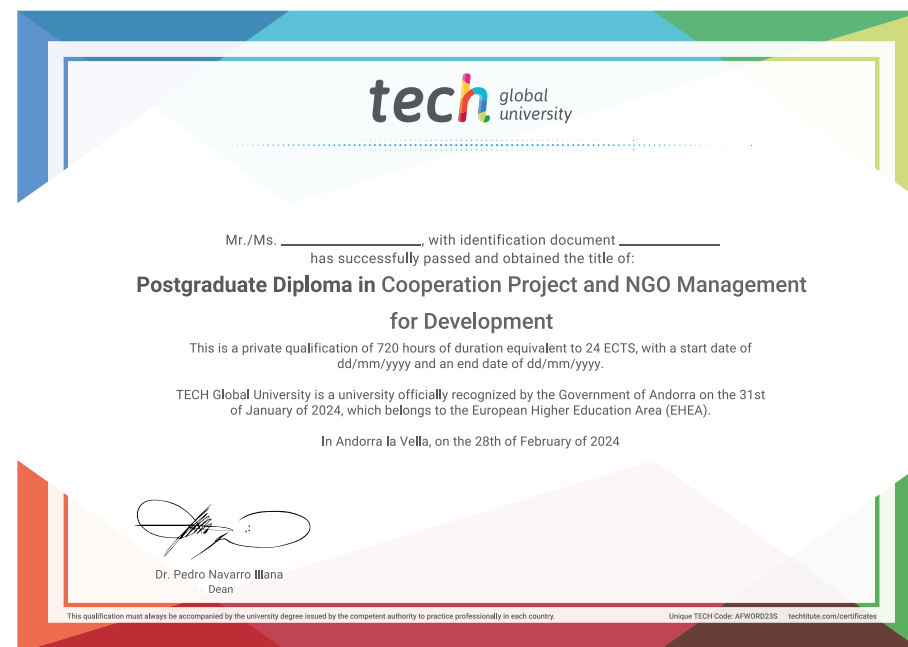 tech global university
Mr./Ms. ____________________, with identification document ______________
has successfully passed and obtained the title of:
Postgraduate Diploma in Cooperation Project and NGO Management
for Development
This is a private qualification of 720 hours of duration equivalent to 24 ECTS, with a start date of
dd/mm/yyyy and an end date of dd/mm/yyyy.
TECH Global University is a university officially recognized by the Government of Andorra on the 31st
of January of 2024, which belongs to the European Higher Education Area (EHEA).
In Andorra la Vella, on the 28th of February of 2024
Dr. Pedro Navarro Illana
Dean
This qualification must always be accompanied by the university degree issued by the competent authority to practice professionally in each country. Unique TECH Code: AFWORD23S techtitute.com/certificates